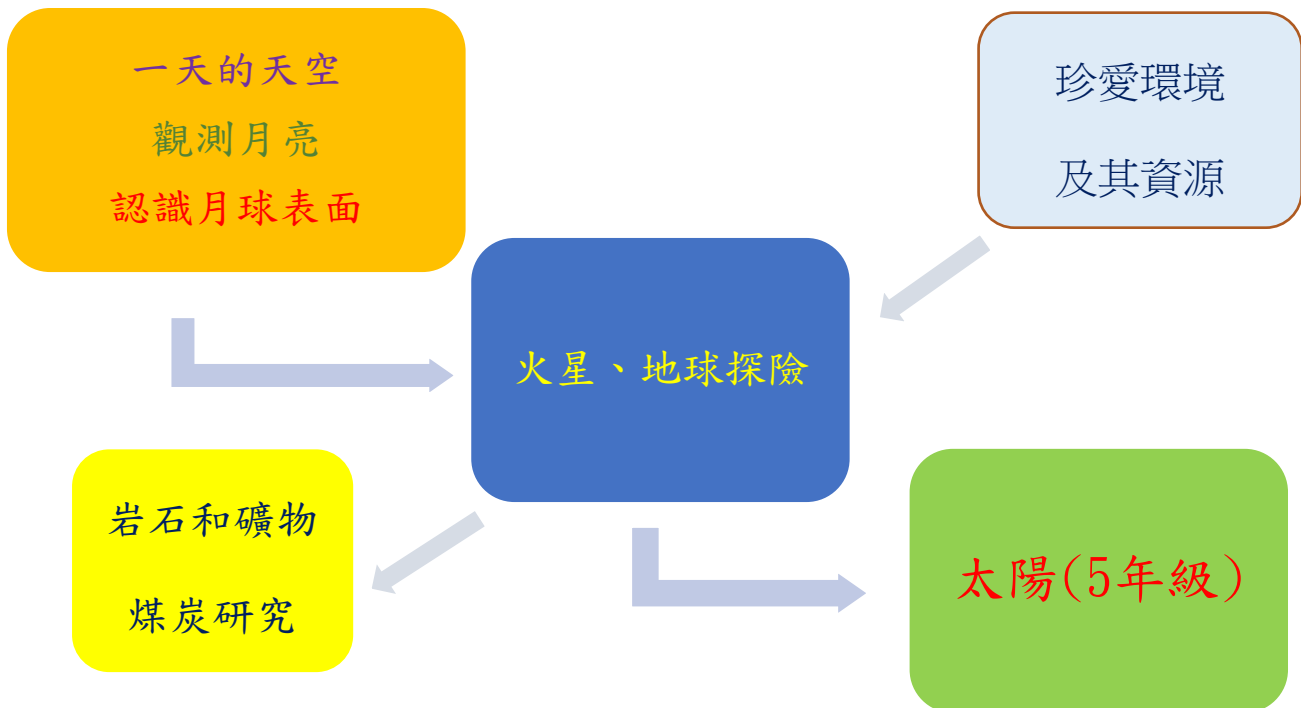 一天的天空
觀測月亮
認識月球表面
珍愛環境
及其資源
火星、地球探險
岩石和礦物
煤炭研究
太陽(5年級)